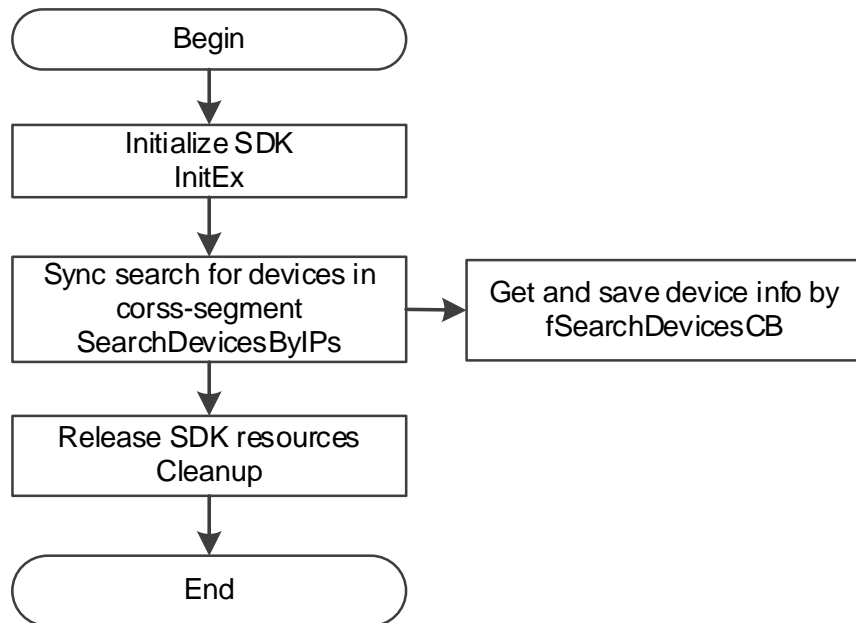 Begin
Initialize SDK
InitEx
Sync search for devices in
corss-segment
SearchDevicesByIPs
Get and save device info by
fSearchDevicesCB
Release SDK resources
Cleanup
End